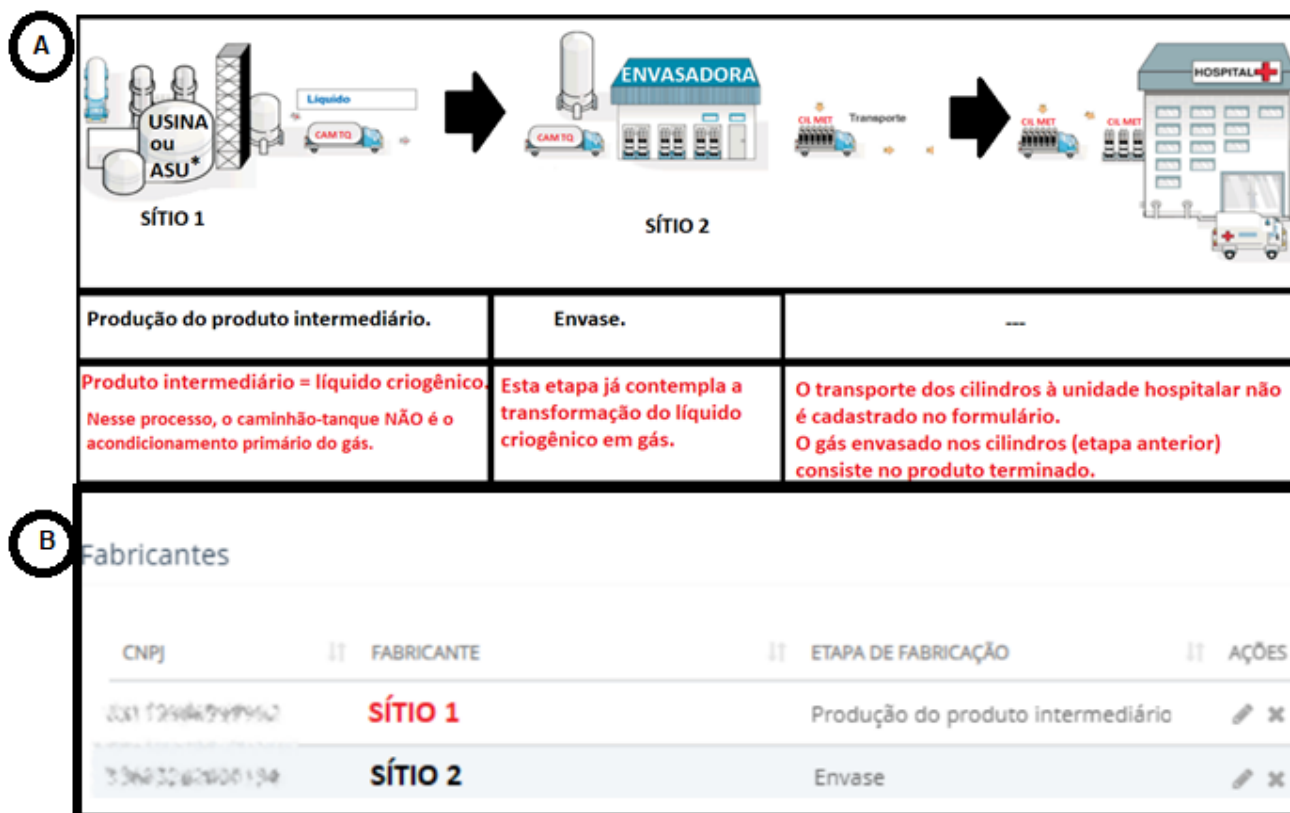 A
USINA
ou
ASU*
Líquido
CAM TQ
SÍTIO 1
CAM TQ
ENVASADORA
SÍTIO 2
CIL MET
Transporte
CIL MET
CIL MET
HOSPITAL
Produção do produto intermediário.
Envase.
---
Produto intermediário = líquido criogênico.
Nesse processo, o caminhão-tanque NÃO é o
acondicionamento primário do gás.
Esta etapa já contempla a
transformação do líquido
criogênico em gás.
O transporte dos cilindros à unidade hospitalar não
é cadastrado no formulário.
O gás envasado nos cilindros (etapa anterior)
consiste no produto terminado.
B
Fabricantes
CNPJ FABRICANTE ETAPA DE FABRICAÇÃO AÇÕES
SÍTIO 1 Produção do produto intermediário
SÍTIO 2 Envase